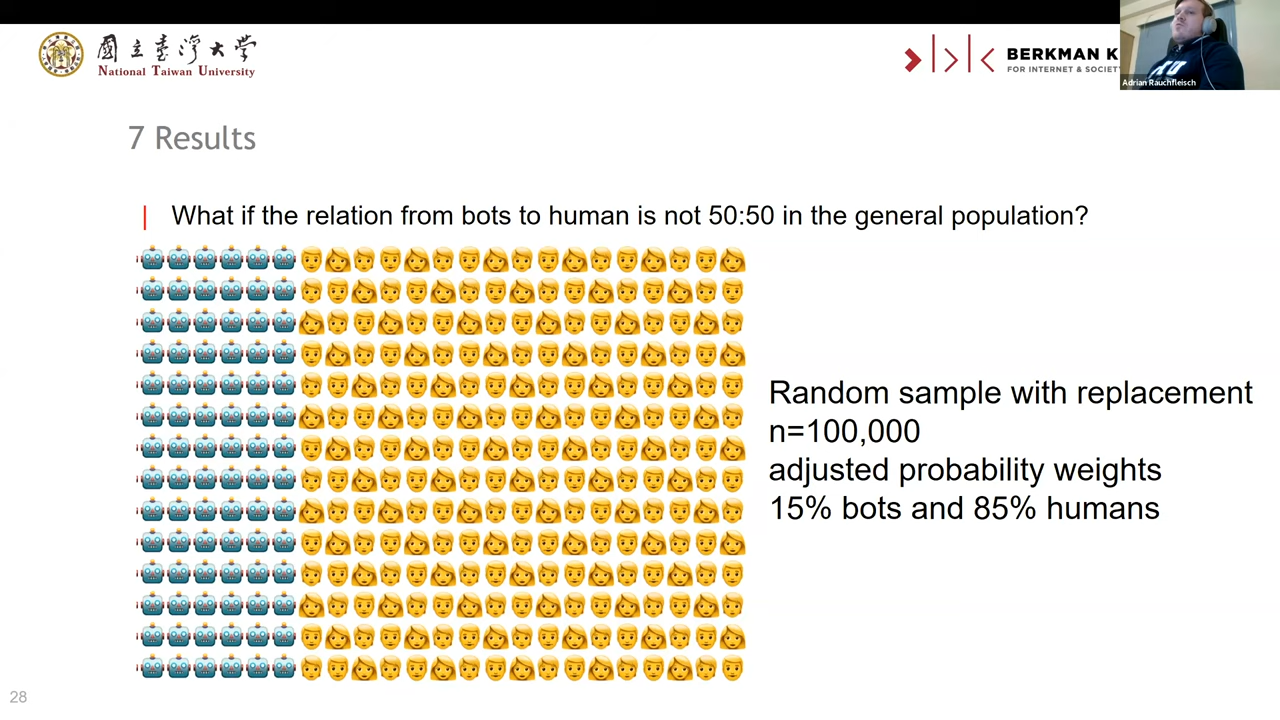 國立臺灣大學
National Taiwan University
BERKMAN K
FOR INTERNET & SOCIETY
Adrian Rauchfleisch
7 Results
What if the relation from bots to human is not 50:50 in the general population?
Random sample with replacement
n=100,000
adjusted probability weights
15% bots and 85% humans
28